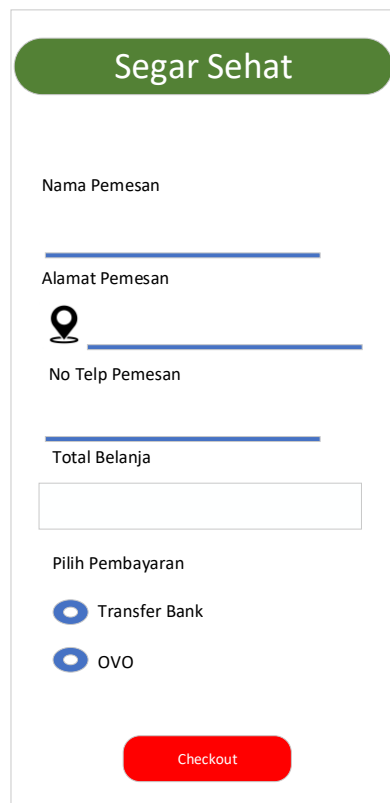 Segar Sehat
Nama Pemesan
Alamat Pemesan
No Telp Pemesan
Total Belanja
Pilih Pembayaran
Transfer Bank
OVO
Checkout